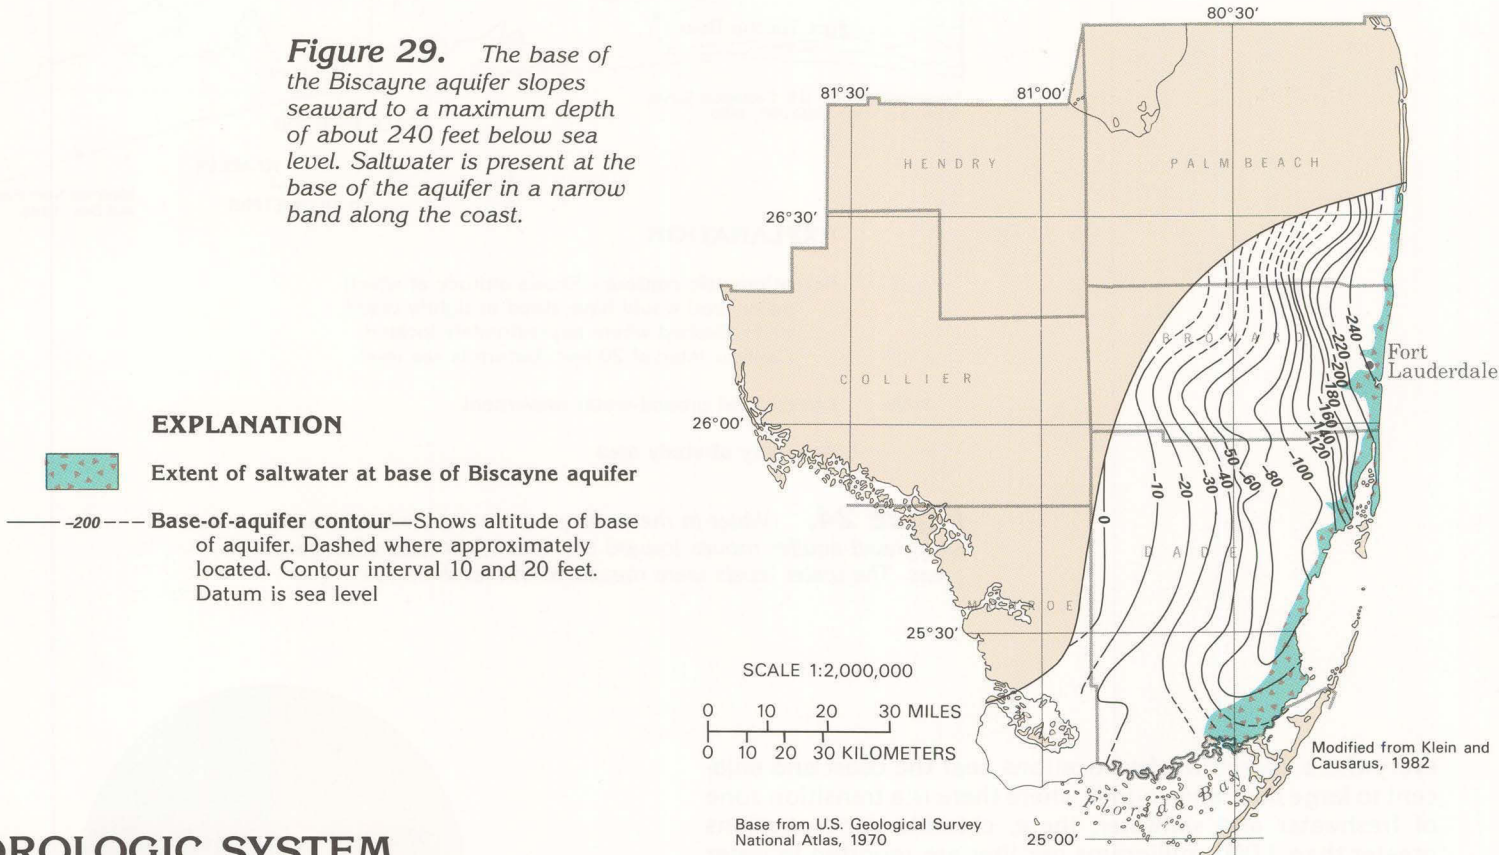 Figure 29. The base of
the Biscayne aquifer slopes
seaward to a maximum depth
of about 240 feet below sea
level. Saltwater is present at the
base of the aquifer in a narrow
band along the coast.
EXPLANATION
Extent of saltwater at base of Biscayne aquifer
–200 Base-of-aquifer contour—Shows altitude of base
of aquifer. Dashed where approximately
located. Contour interval 10 and 20 feet.
Datum is sea level
80°30'
81°30'
81°00'
HENDRY
PALM BEACH
26°30'
BROWARD
COLLIER
Fort
Lauderdale
26°00'
DADE
MONROE
25°30'
0
-10
-20
-30
-40
-50
-60
-80
-100
-120
-140
-160
-180
-200
-220
-240
SCALE 1:2,000,000
0 10 20 30 MILES
0 10 20 30 KILOMETERS
Modified from Klein and
Causarus, 1982
Florida Bay
Base from U.S. Geological Survey
National Atlas, 1970
25°00'
OROLOGIC SYSTEM